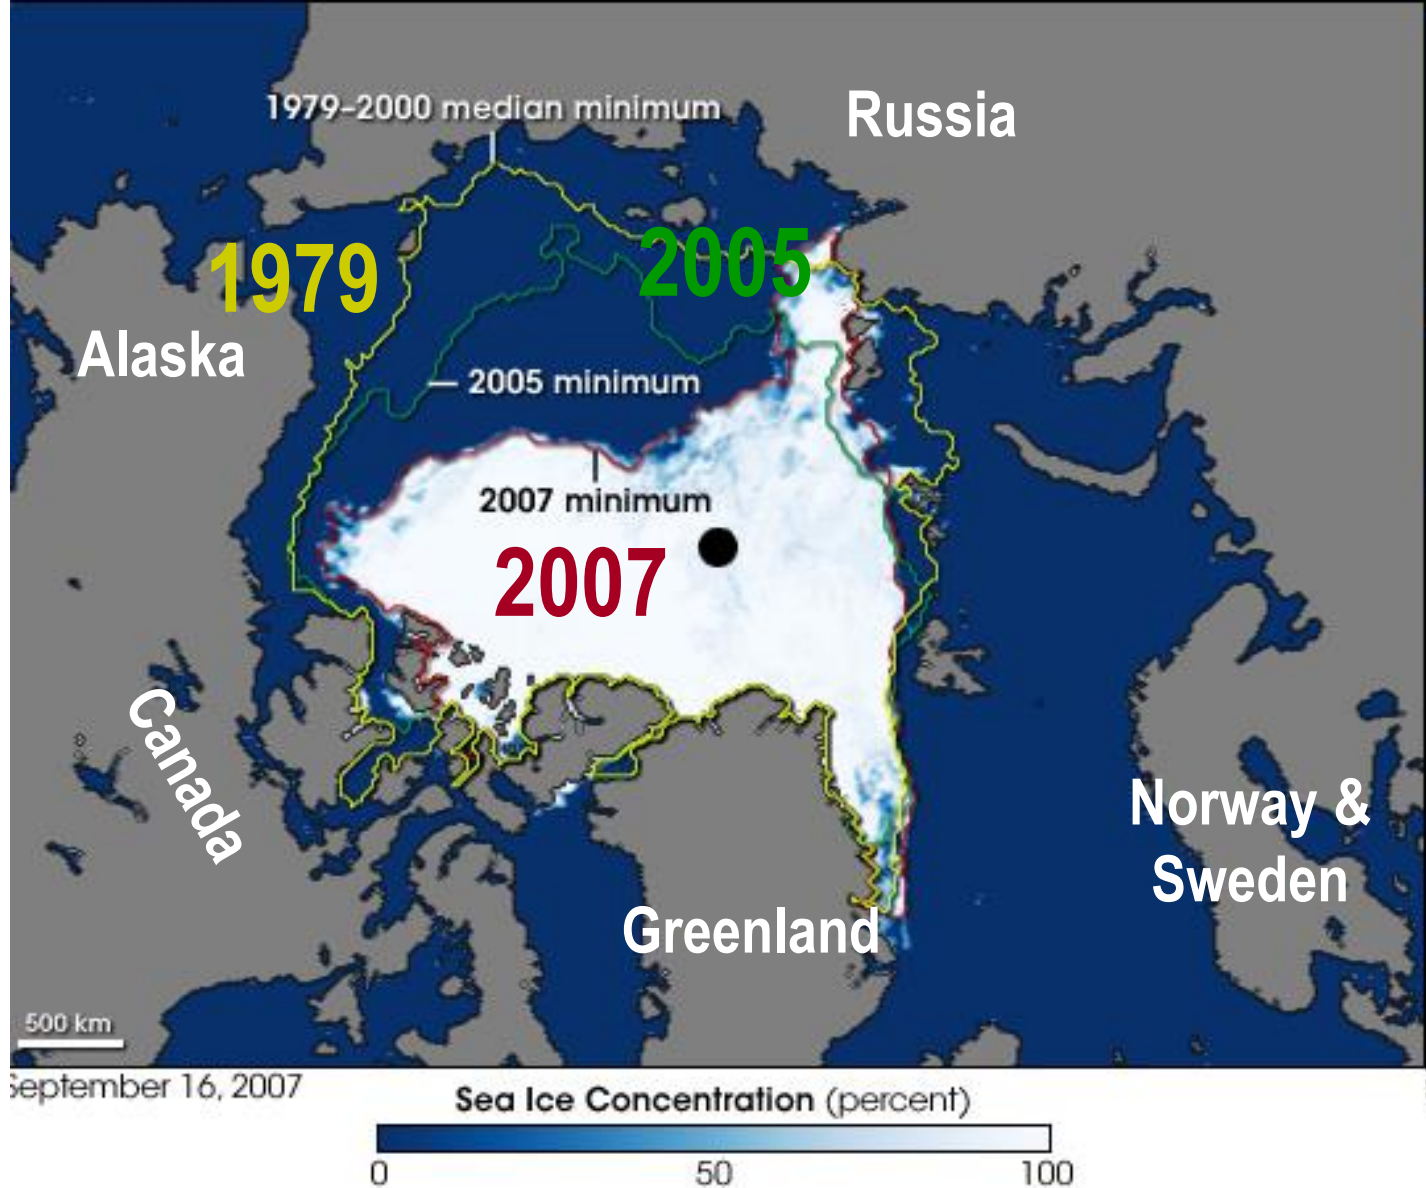 1979–2000 median minimum
Russia
1979
2005
Alaska
2005 minimum
2007 minimum
2007
Canada
Norway &
Sweden
Greenland
500 km
September 16, 2007
Sea Ice Concentration (percent)
0 50 100